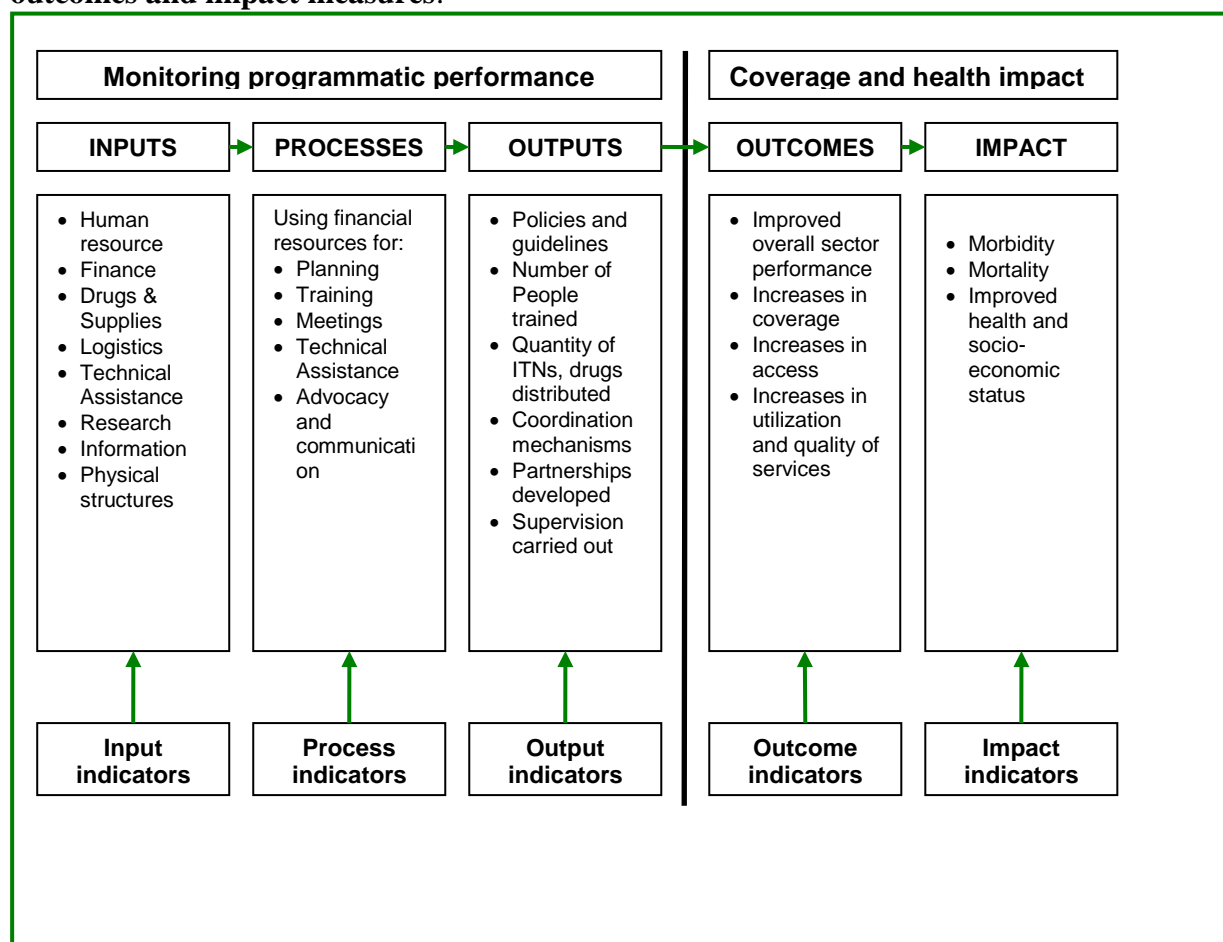 outcomes and impact measures.
Monitoring programmatic performance
Coverage and health impact
INPUTS
PROCESSES
OUTPUTS
OUTCOMES
IMPACT
• Human
resource
• Finance
• Drugs &
Supplies
• Logistics
• Technical
Assistance
• Research
• Information
• Physical
structures
Using financial
resources for:
• Planning
• Training
• Meetings
• Technical
Assistance
• Advocacy
and
communicati
on
• Policies and
guidelines
• Number of
People
trained
• Quantity of
ITNs, drugs
distributed
• Coordination
mechanisms
• Partnerships
developed
• Supervision
carried out
• Improved
overall sector
performance
• Increases in
coverage
• Increases in
access
• Increases in
utilization
and quality of
services
• Morbidity
• Mortality
• Improved
health and
socio-
economic
status
Input
indicators
Process
indicators
Output
indicators
Outcome
indicators
Impact
indicators